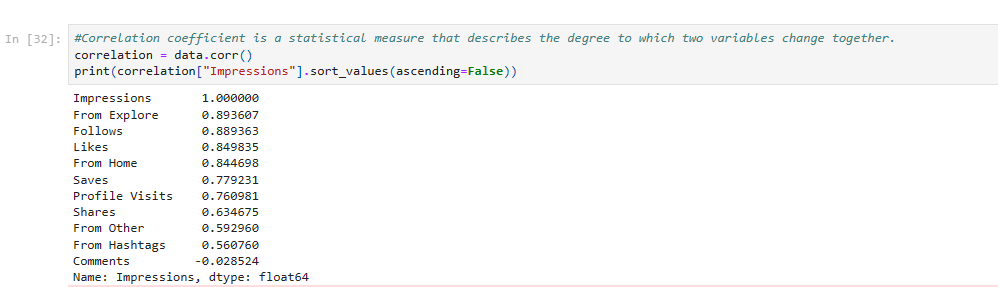 In [32]: #Correlation coefficient is a statistical measure that describes the degree to which two variables change together.
correlation = data.corr()
print(correlation["Impressions"].sort_values(ascending=False))
Impressions 1.000000
From Explore 0.893607
Follows 0.889363
Likes 0.849835
From Home 0.844698
Saves 0.779231
Profile Visits 0.760981
Shares 0.634675
From Other 0.592960
From Hashtags 0.560760
Comments -0.028524
Name: Impressions, dtype: float64